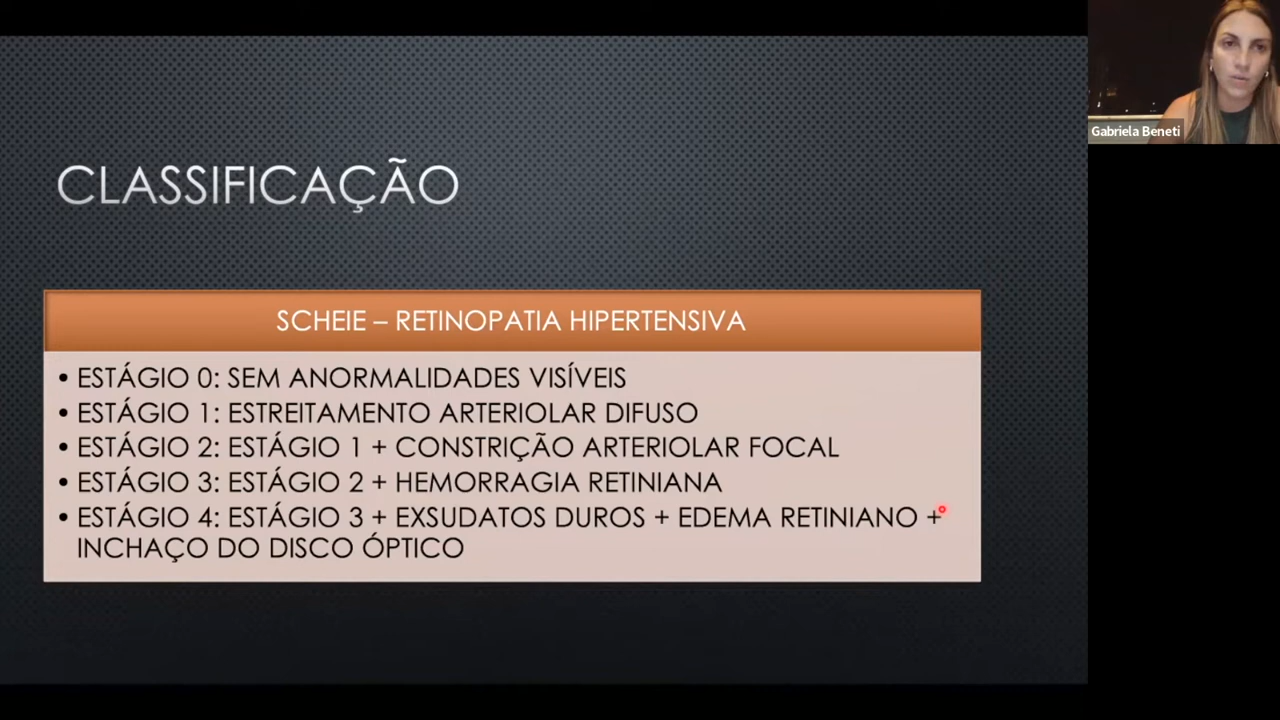 CLASSIFICAÇÃO
SCHEIE – RETINOPATIA HIPERTENSIVA
• ESTÁGIO 0: SEM ANORMALIDADES VISÍVEIS
• ESTÁGIO 1: ESTREITAMENTO ARTERIOLAR DIFUSO
• ESTÁGIO 2: ESTÁGIO 1 + CONSTRIÇÃO ARTERIOLAR FOCAL
• ESTÁGIO 3: ESTÁGIO 2 + HEMORRAGIA RETINIANA
• ESTÁGIO 4: ESTÁGIO 3 + EXSUDATOS DUROS + EDEMA RETINIANO +
INCHAÇO DO DISCO ÓPTICO
Gabriela Beneti